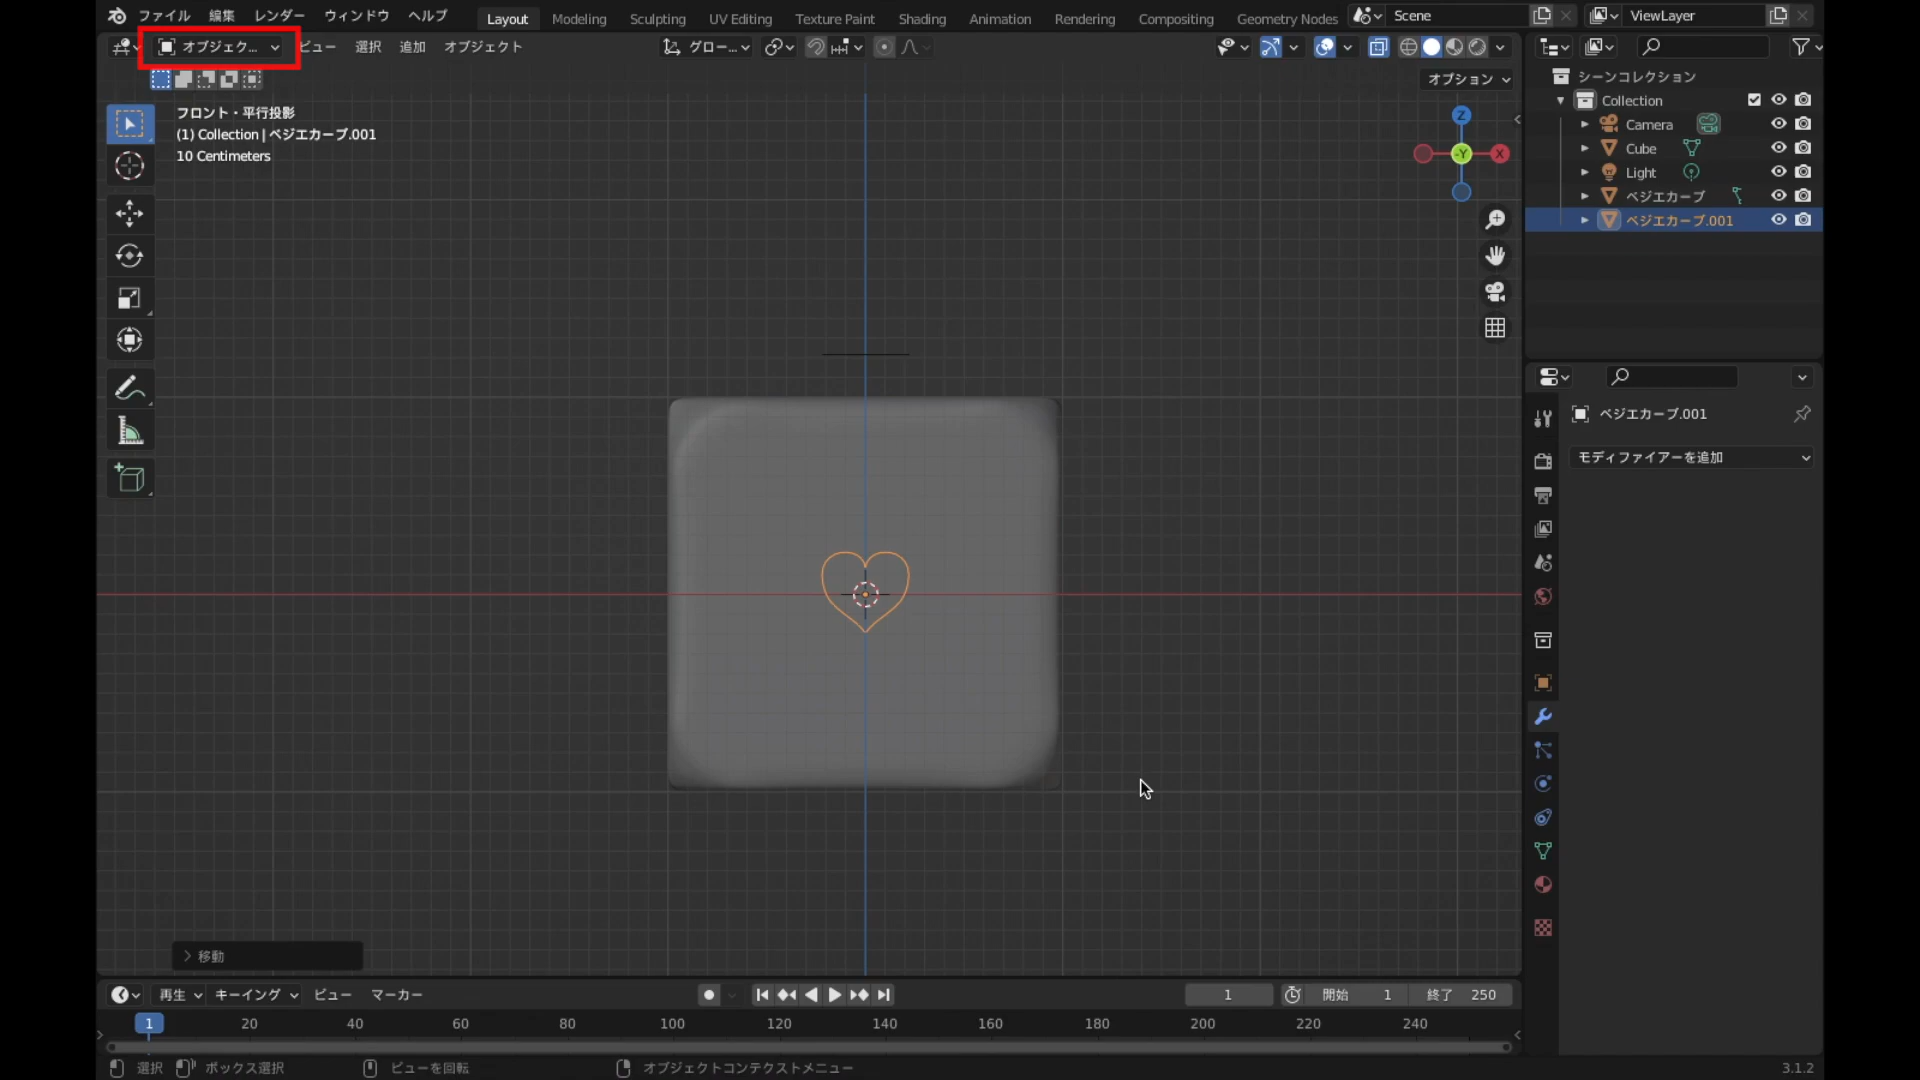 ファイル 編集 レンダー ウィンドウ ヘルプ Layout Modeling Sculpting UV Editing Texture Paint Shading Animation Rendering Compositing Geometry Nodes Scene ViewLayer
オブジェク... ビュー 選択 追加 オブジェクト グロー...
オプション
フロント・平行投影
(1) Collection | ベジエカーブ.001
10 Centimeters
Z
-Y
X
シーンコレクション
Collection
Camera
Cube
Light
ベジエカーブ
ベジエカーブ.001
ベジエカーブ.001
モディファイアーを追加
移動
再生 キーイング ビュー マーカー 1 開始 1 終了 250
1 20 40 60 80 100 120 140 160 180 200 220 240
選択 ボックス選択 ビューを回転 オブジェクトコンテクストメニュー 3.1.2